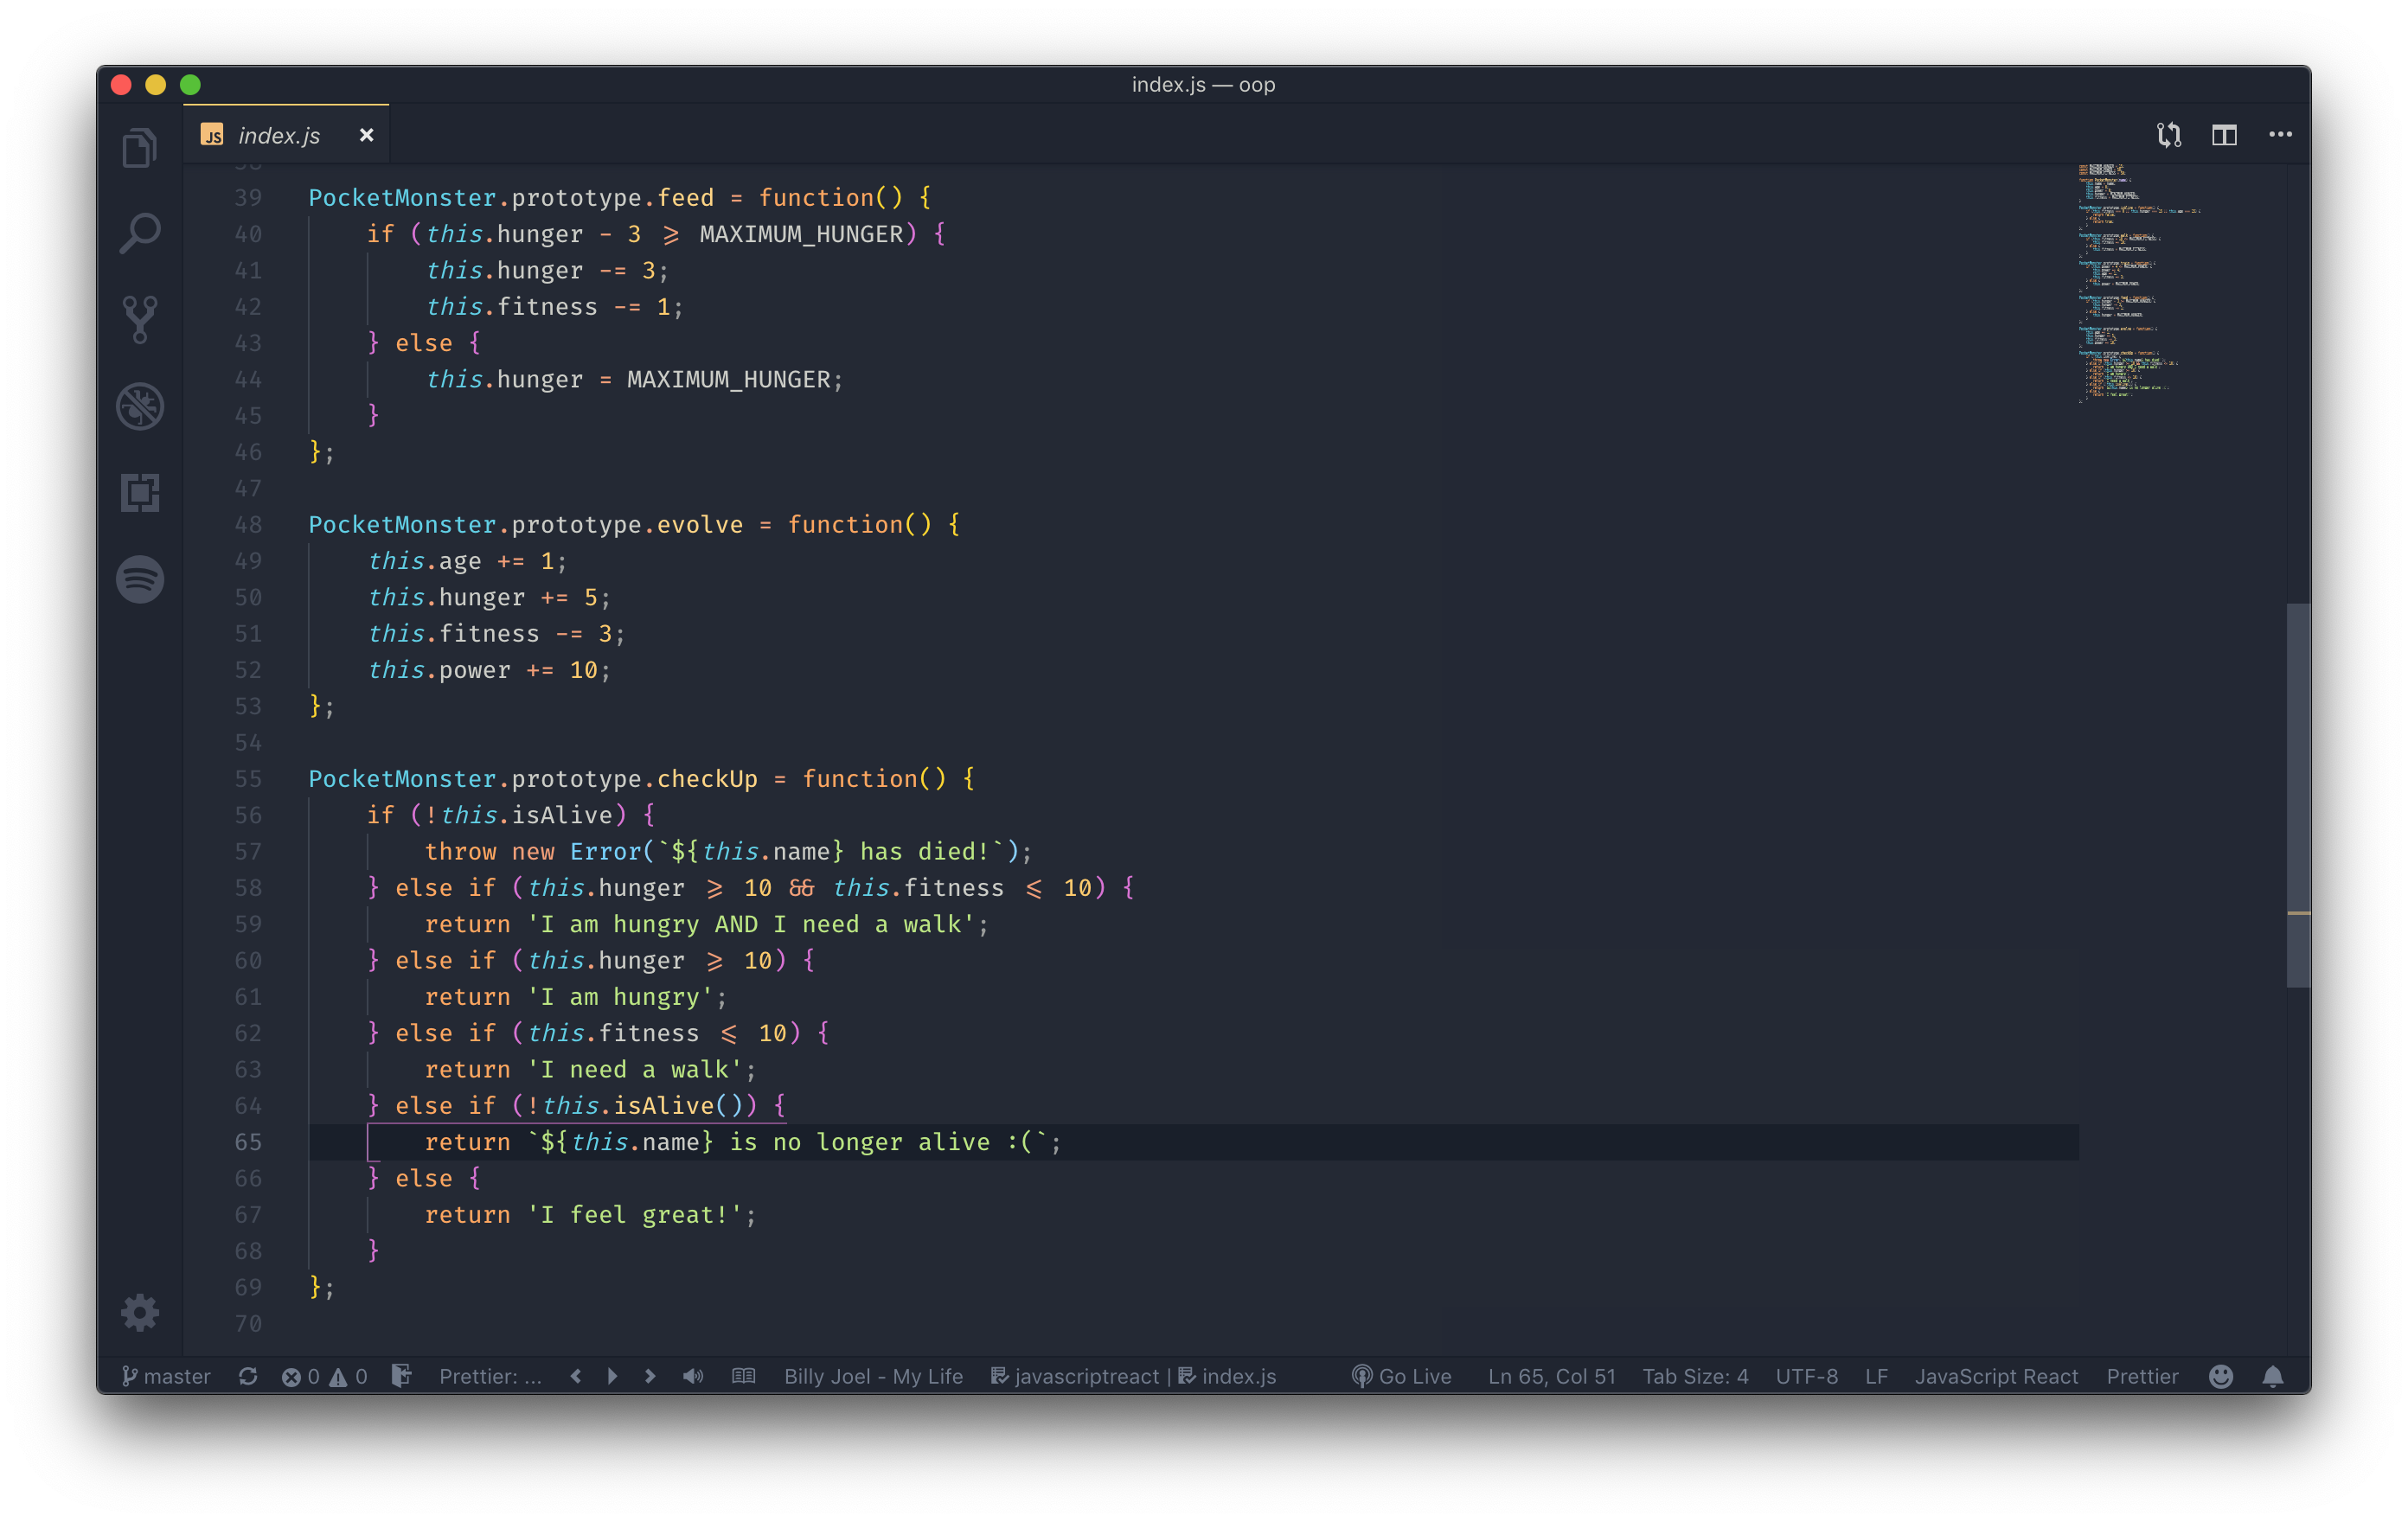 index.js — oop
JS index.js ×
39 PocketMonster.prototype.feed = function() {
40 if (this.hunger - 3 >= MAXIMUM_HUNGER) {
41 this.hunger -= 3;
42 this.fitness -= 1;
43 } else {
44 this.hunger = MAXIMUM_HUNGER;
45 }
46 };
47
48 PocketMonster.prototype.evolve = function() {
49 this.age += 1;
50 this.hunger += 5;
51 this.fitness -= 3;
52 this.power += 10;
53 };
54
55 PocketMonster.prototype.checkUp = function() {
56 if (!this.isAlive) {
57 throw new Error(`${this.name} has died!`);
58 } else if (this.hunger >= 10 && this.fitness <= 10) {
59 return 'I am hungry AND I need a walk';
60 } else if (this.hunger >= 10) {
61 return 'I am hungry';
62 } else if (this.fitness <= 10) {
63 return 'I need a walk';
64 } else if (!this.isAlive()) {
65 return `${this.name} is no longer alive :(`;
66 } else {
67 return 'I feel great!';
68 }
69 };
70
master 0 0 Prettier: ... Billy Joel - My Life javascriptreact | index.js Go Live Ln 65, Col 51 Tab Size: 4 UTF-8 LF JavaScript React Prettier